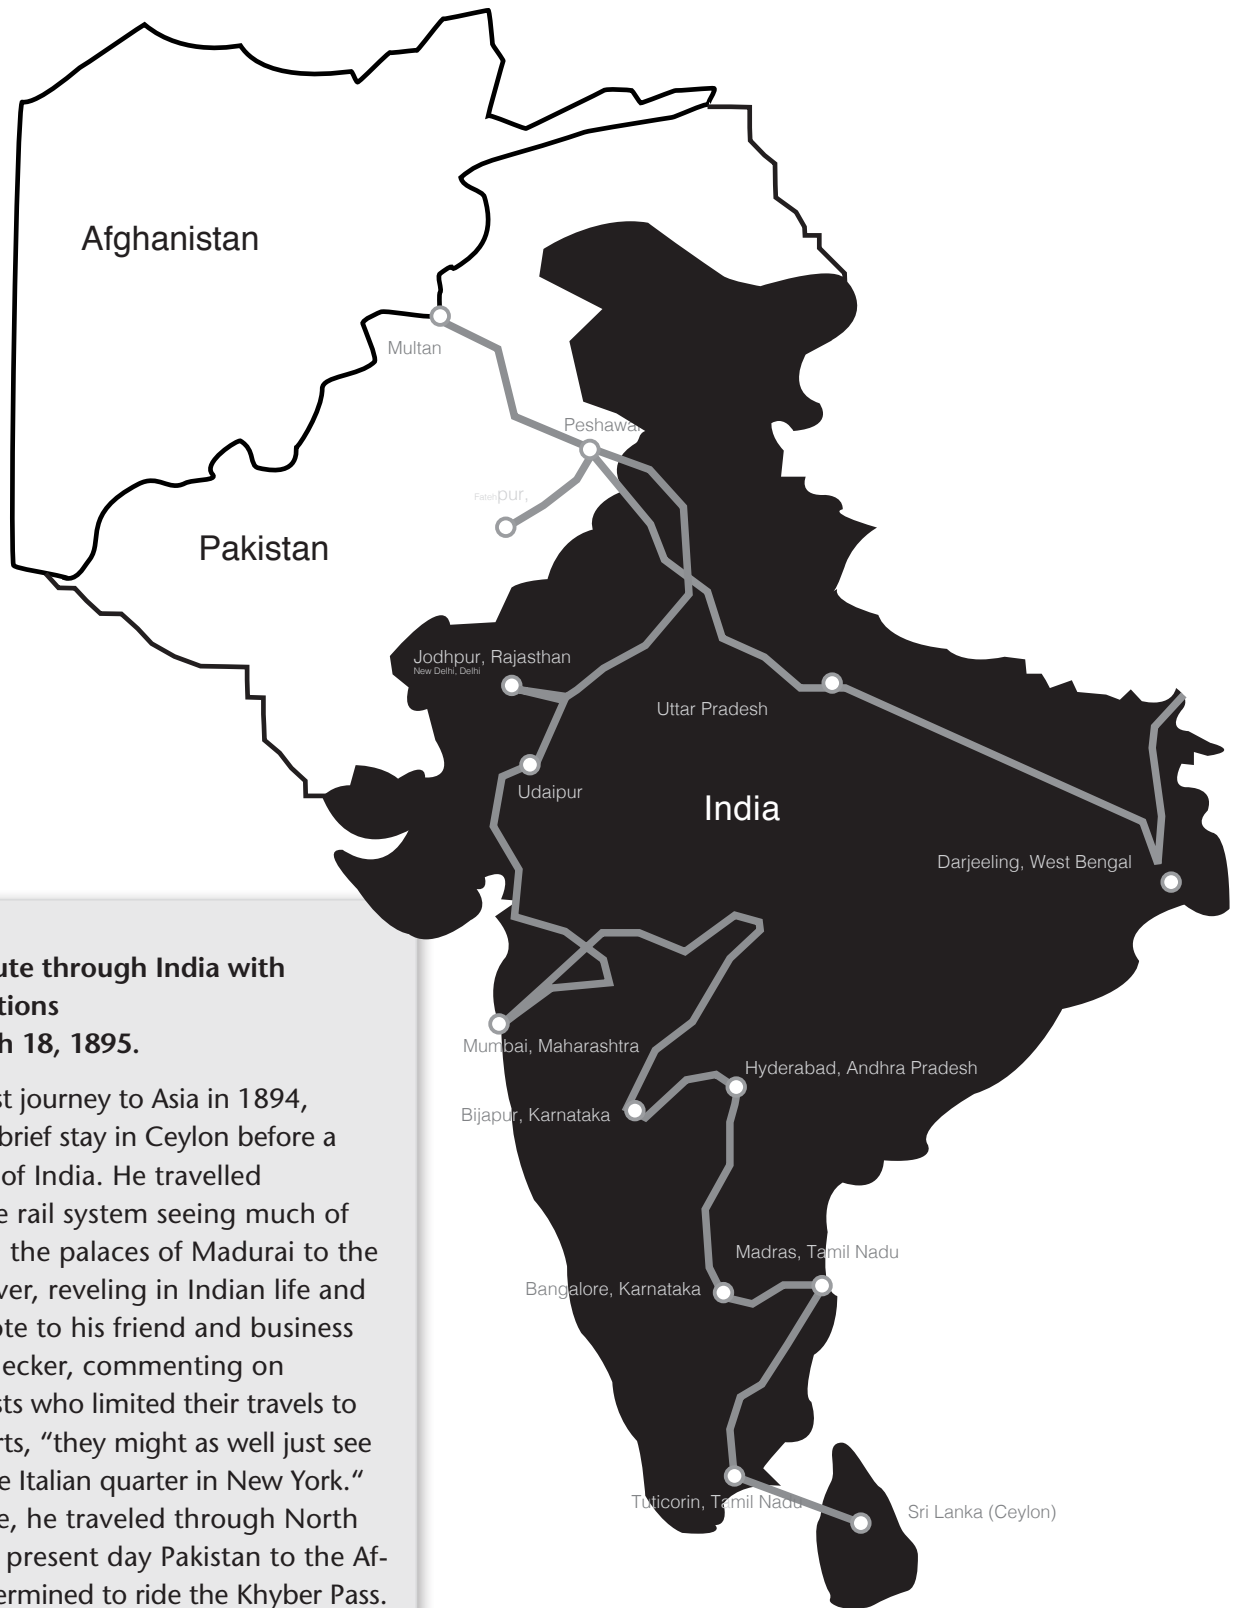 Afghanistan
Multan
Peshawar
Fatehpur,
Pakistan
Jodhpur, Rajasthan
New Delhi, Delhi
Uttar Pradesh
Udaipur
India
Darjeeling, West Bengal
Mumbai, Maharashtra
Hyderabad, Andhra Pradesh
Bijapur, Karnataka
Madras, Tamil Nadu
Bangalore, Karnataka
Tuticorin, Tamil Nadu
Sri Lanka (Ceylon)
ute through India with
tions
h 18, 1895.
st journey to Asia in 1894,
brief stay in Ceylon before a
of India. He travelled
e rail system seeing much of
the palaces of Madurai to the
ver, reveling in Indian life and
ote to his friend and business
ecker, commenting on
sts who limited their travels to
rts, “they might as well just see
e Italian quarter in New York.“
e, he traveled through North
present day Pakistan to the Af-
ermined to ride the Khyber Pass.